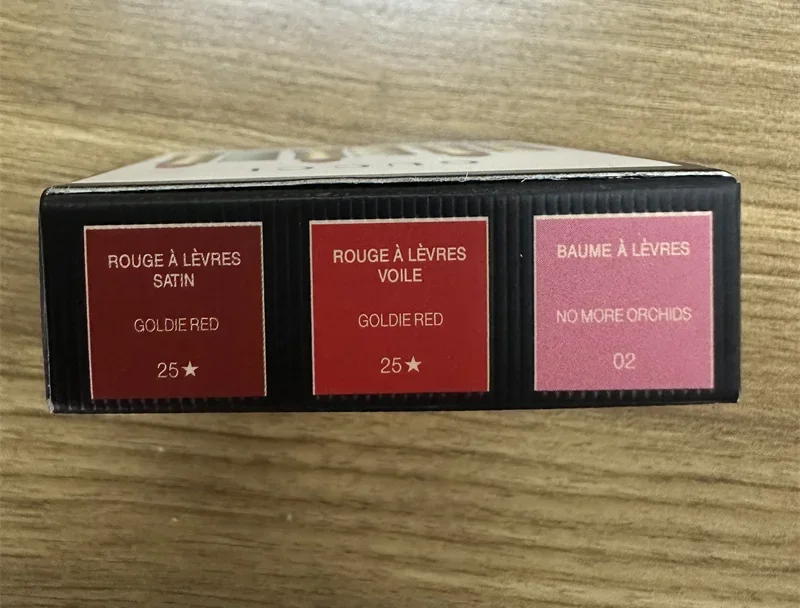 ROUGE À LÈVRES
SATIN
GOLDIE RED
25★
ROUGE À LÈVRES
VOILE
GOLDIE RED
25★
BAUME À LÈVRES
NO MORE ORCHIDS
02